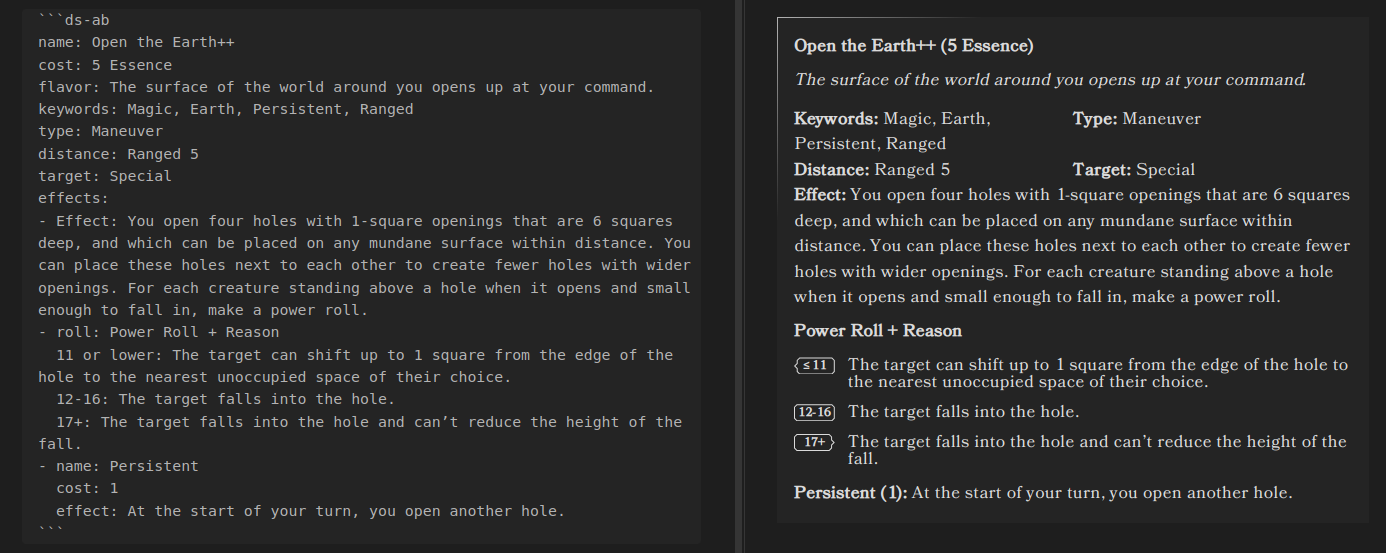 ```ds-ab
name: Open the Earth++
cost: 5 Essence
flavor: The surface of the world around you opens up at your command.
keywords: Magic, Earth, Persistent, Ranged
type: Maneuver
distance: Ranged 5
target: Special
effects:
- Effect: You open four holes with 1-square openings that are 6 squares
deep, and which can be placed on any mundane surface within distance. You
can place these holes next to each other to create fewer holes with wider
openings. For each creature standing above a hole when it opens and small
enough to fall in, make a power roll.
- roll: Power Roll + Reason
  11 or lower: The target can shift up to 1 square from the edge of the
hole to the nearest unoccupied space of their choice.
  12-16: The target falls into the hole.
  17+: The target falls into the hole and can’t reduce the height of the
fall.
- name: Persistent
  cost: 1
  effect: At the start of your turn, you open another hole.
```
Open the Earth++ (5 Essence)
The surface of the world around you opens up at your command.
Keywords: Magic, Earth,
Persistent, Ranged
Type: Maneuver
Distance: Ranged 5
Target: Special
Effect: You open four holes with 1-square openings that are 6 squares
deep, and which can be placed on any mundane surface within
distance. You can place these holes next to each other to create fewer
holes with wider openings. For each creature standing above a hole
when it opens and small enough to fall in, make a power roll.
Power Roll + Reason
≤11 The target can shift up to 1 square from the edge of the hole to
the nearest unoccupied space of their choice.
12-16 The target falls into the hole.
17+ The target falls into the hole and can’t reduce the height of the
fall.
Persistent (1): At the start of your turn, you open another hole.